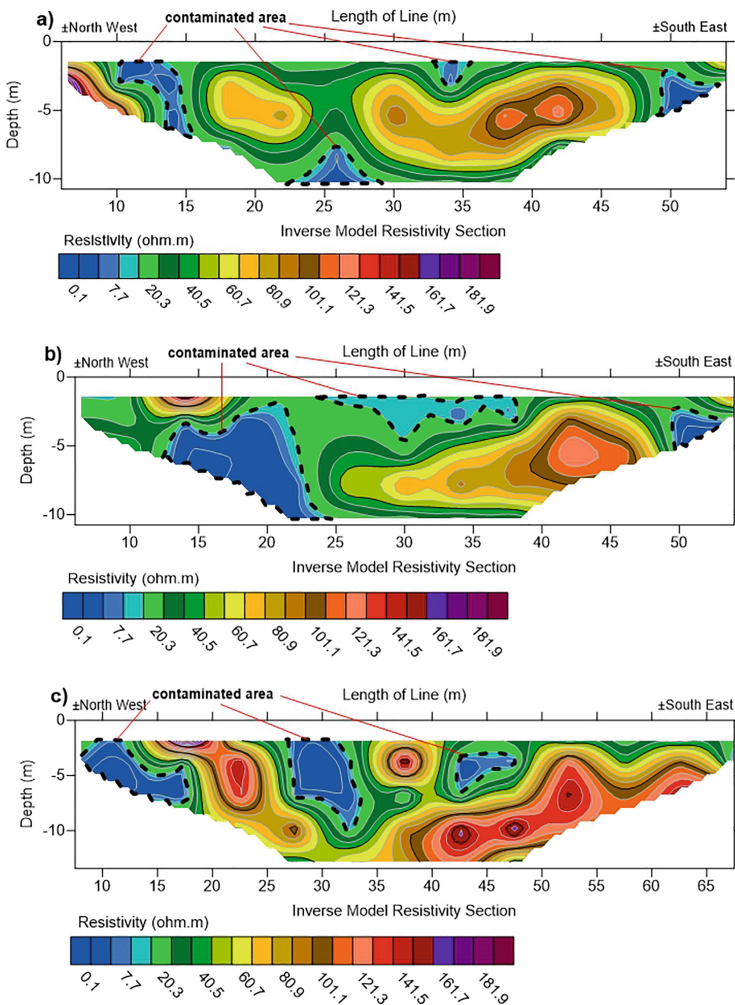 a)
contaminated area
Length of Line (m)
±North West
±South East
0
-5
-10
Depth (m)
10 15 20 25 30 35 40 45 50
Inverse Model Resistivity Section
Resistivity (ohm.m)
0.1 7.7 20.3 40.5 60.7 80.9 101.1 121.3 141.5 161.7 181.9
b)
contaminated area
Length of Line (m)
±North West
±South East
0
-5
-10
Depth (m)
10 15 20 25 30 35 40 45 50
Inverse Model Resistivity Section
Resistivity (ohm.m)
0.1 7.7 20.3 40.5 60.7 80.9 101.1 121.3 141.5 161.7 181.9
c)
contaminated area
Length of Line (m)
±North West
±South East
0
-5
-10
Depth (m)
10 15 20 25 30 35 40 45 50 55 60 65
Inverse Model Resistivity Section
Resistivity (ohm.m)
0.1 7.7 20.3 40.5 60.7 80.9 101.1 121.3 141.5 161.7 181.9